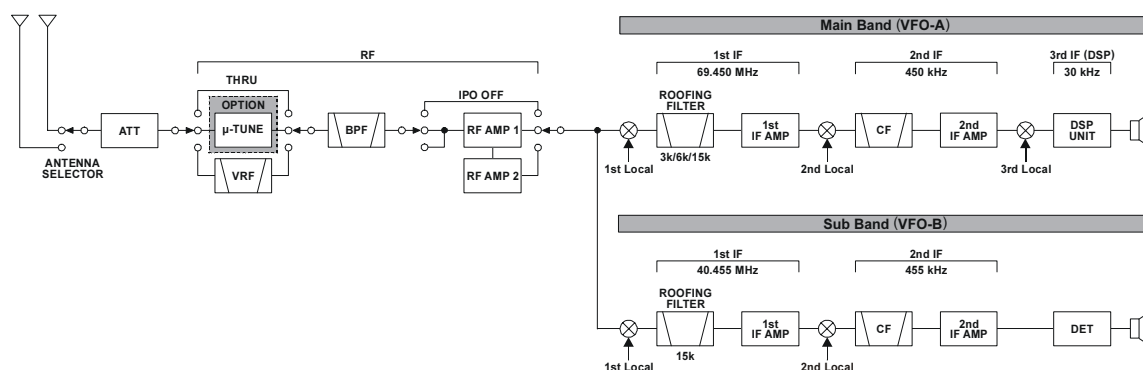 Main Band (VFO-A)
RF
1st IF
69.450 MHz
2nd IF
450 kHz
3rd IF (DSP)
30 kHz
THRU
OPTION
µ-TUNE
IPO OFF
ROOFING
FILTER
ATT
BPF
RF AMP 1
1st
IF AMP
CF
2nd
IF AMP
DSP
UNIT
3k/6k/15k
ANTENNA
SELECTOR
VRF
RF AMP 2
1st Local
2nd Local
3rd Local
Sub Band (VFO-B)
1st IF
40.455 MHz
2nd IF
455 kHz
ROOFING
FILTER
1st
IF AMP
CF
2nd
IF AMP
DET
15k
1st Local
2nd Local